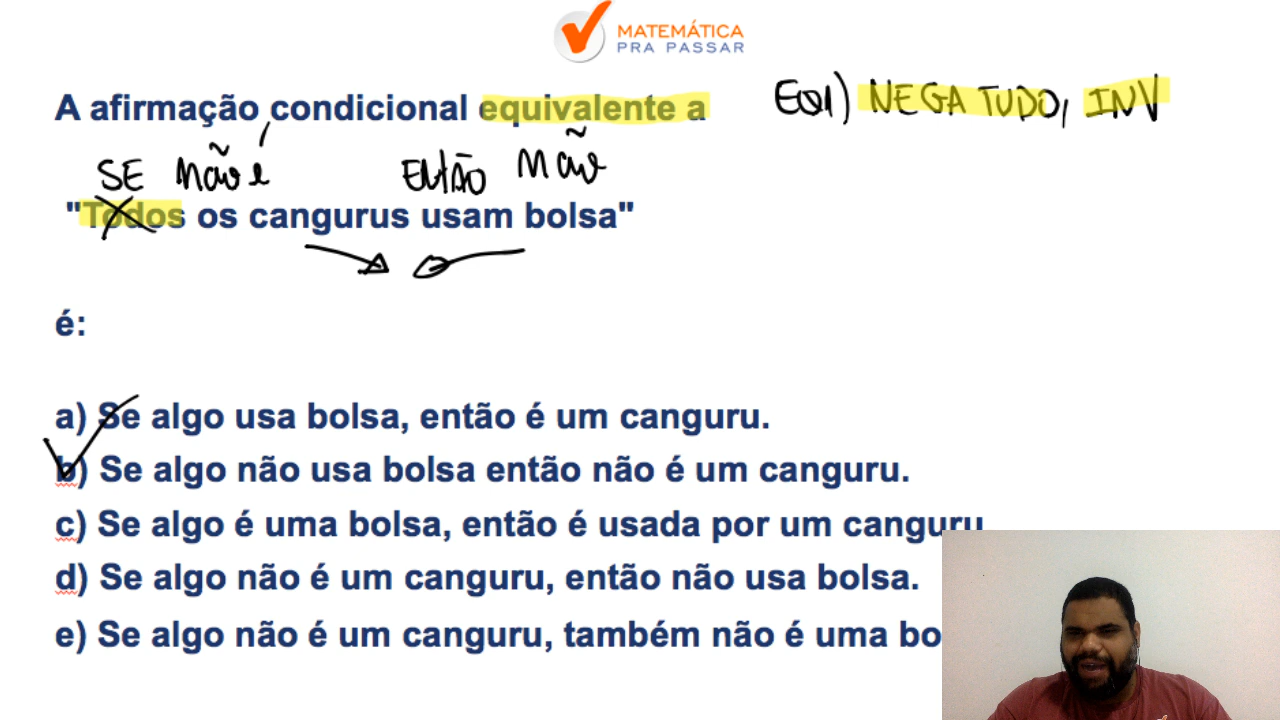 MATEMÁTICA
PRA PASSAR
A afirmação condicional equivalente a
EQ1) NEGA TUDO, INV
SE não é ENTÃO não
"Todos os cangurus usam bolsa"
é:
a) Se algo usa bolsa, então é um canguru.
b) Se algo não usa bolsa então não é um canguru.
c) Se algo é uma bolsa, então é usada por um canguru
d) Se algo não é um canguru, então não usa bolsa.
e) Se algo não é um canguru, também não é uma bo